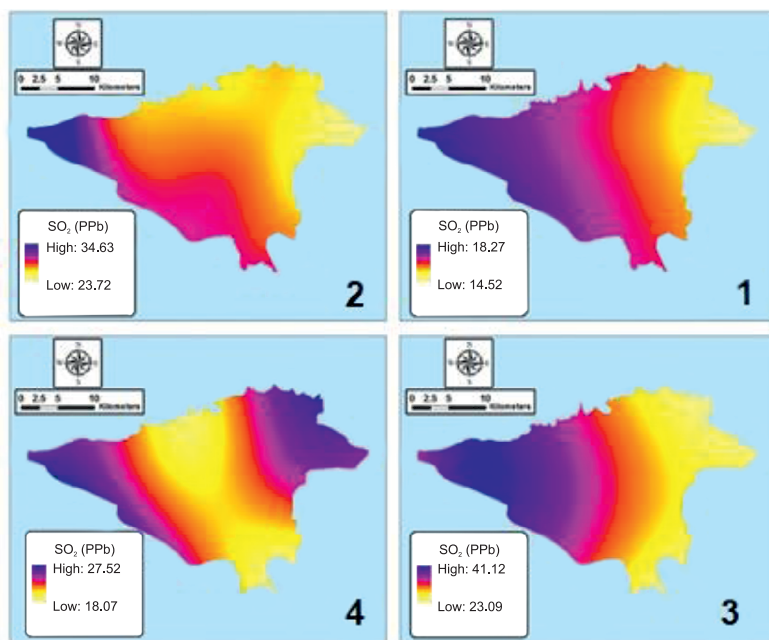 N
W E
S
0 2.5 5 10
Kilometers
SO₂ (PPb)
High: 34.63
Low: 23.72
2
N
W E
S
0 2.5 5 10
Kilometers
SO₂ (PPb)
High: 18.27
Low: 14.52
1
N
W E
S
0 2.5 5 10
Kilometers
SO₂ (PPb)
High: 27.52
Low: 18.07
4
N
W E
S
0 2.5 5 10
Kilometers
SO₂ (PPb)
High: 41.12
Low: 23.09
3